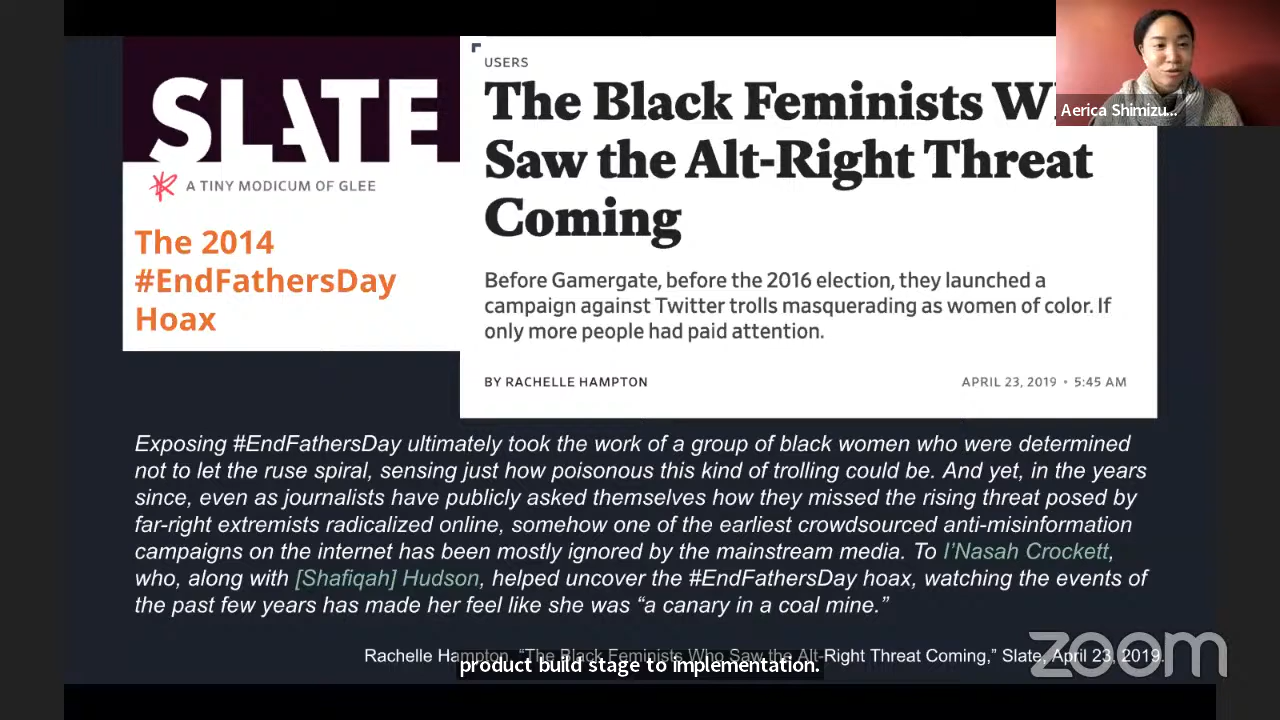 SLATE
A TINY MODICUM OF GLEE
The 2014
#EndFathersDay
Hoax
USERS
The Black Feminists
Saw the Alt-Right Threat
Coming
Before Gamergate, before the 2016 election, they launched a
campaign against Twitter trolls masquerading as women of color. If
only more people had paid attention.
BY RACHELLE HAMPTON
APRIL 23, 2019 • 5:45 AM
Aerica Shimizu...
Exposing #EndFathersDay ultimately took the work of a group of black women who were determined
not to let the ruse spiral, sensing just how poisonous this kind of trolling could be. And yet, in the years
since, even as journalists have publicly asked themselves how they missed the rising threat posed by
far-right extremists radicalized online, somehow one of the earliest crowdsourced anti-misinformation
campaigns on the internet has been mostly ignored by the mainstream media. To I'Nasah Crockett,
who, along with [Shafiqah] Hudson, helped uncover the #EndFathersDay hoax, watching the events of
the past few years has made her feel like she was “a canary in a coal mine.”
Rachelle Hampton, “The Black Feminists Who Saw the Alt-Right Threat Coming,” Slate, April 23, 2019.
product build stage to implementation.
zoom